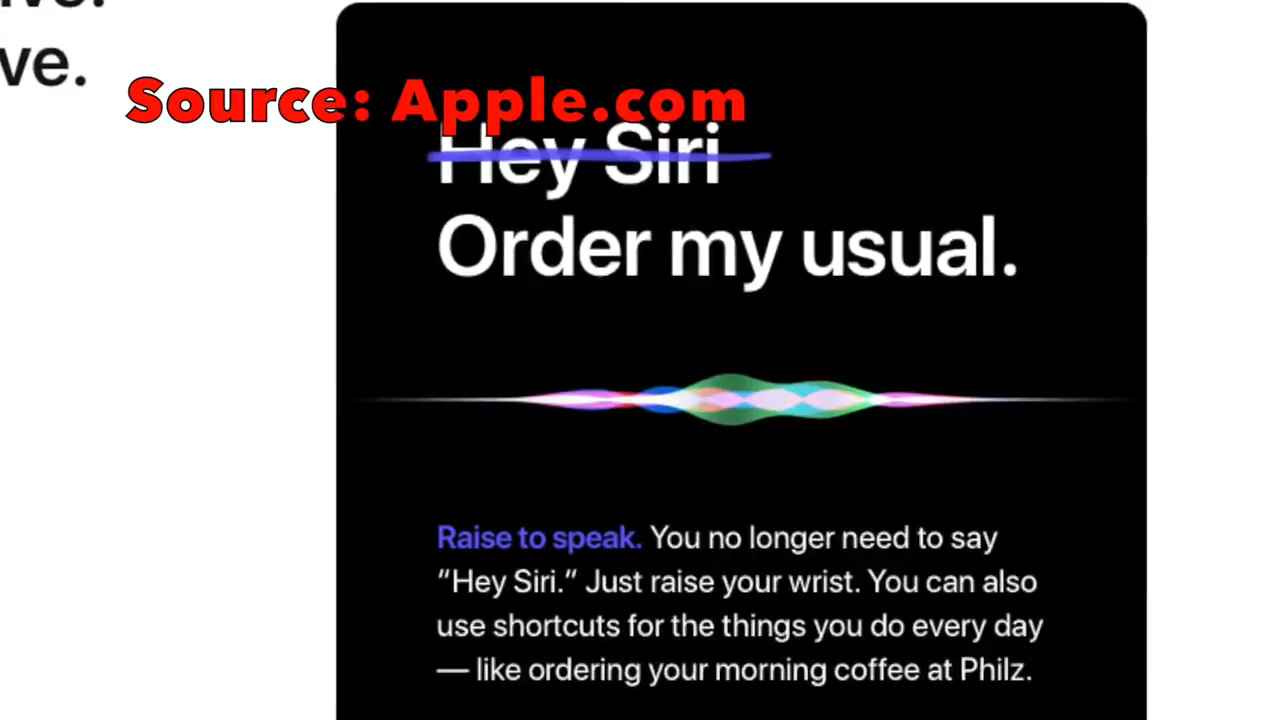 ve.
Source: Apple.com
Hey Siri
Order my usual.
Raise to speak. You no longer need to say
“Hey Siri.” Just raise your wrist. You can also
use shortcuts for the things you do every day
— like ordering your morning coffee at Philz.